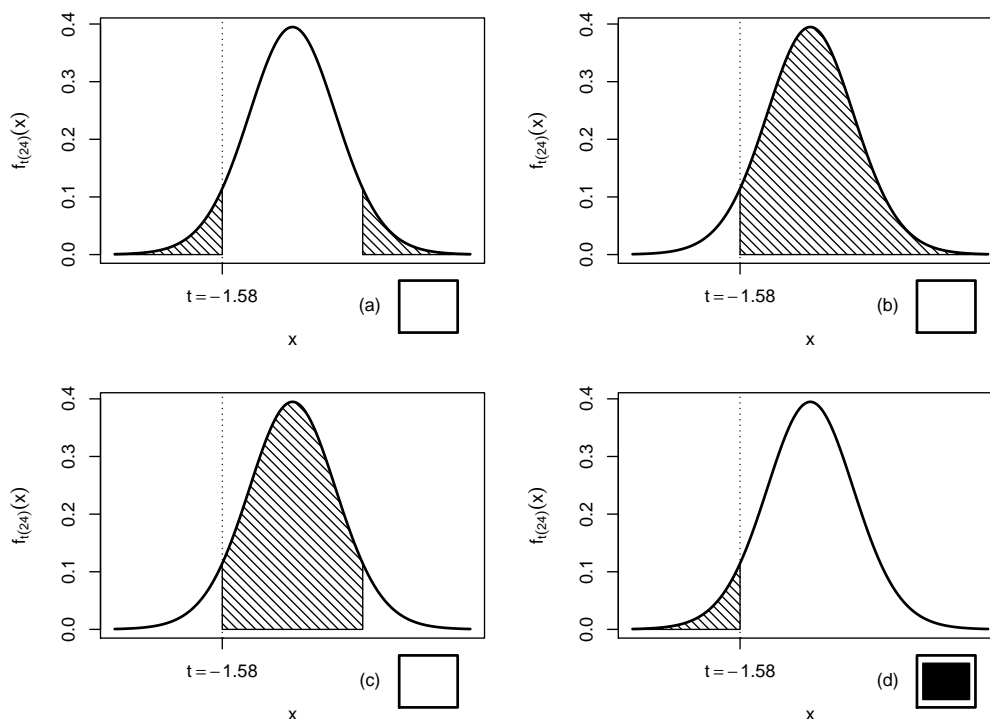 0.4
0.3
0.2
0.1
0.0
f_t(24)(x)
t = −1.58
(a)
x
0.4
0.3
0.2
0.1
0.0
f_t(24)(x)
t = −1.58
(b)
x
0.4
0.3
0.2
0.1
0.0
f_t(24)(x)
t = −1.58
(c)
x
0.4
0.3
0.2
0.1
0.0
f_t(24)(x)
t = −1.58
(d)
x